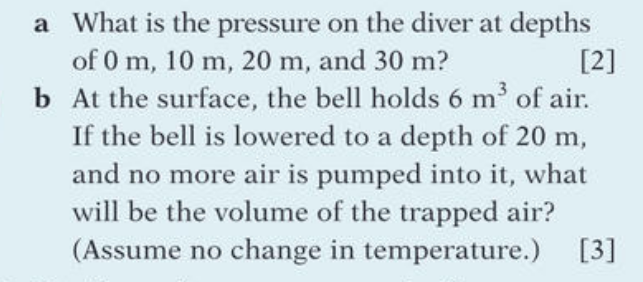 a What is the pressure on the diver at depths
of 0 m, 10 m, 20 m, and 30 m? [2]
b At the surface, the bell holds 6 m³ of air.
If the bell is lowered to a depth of 20 m,
and no more air is pumped into it, what
will be the volume of the trapped air?
(Assume no change in temperature.) [3]